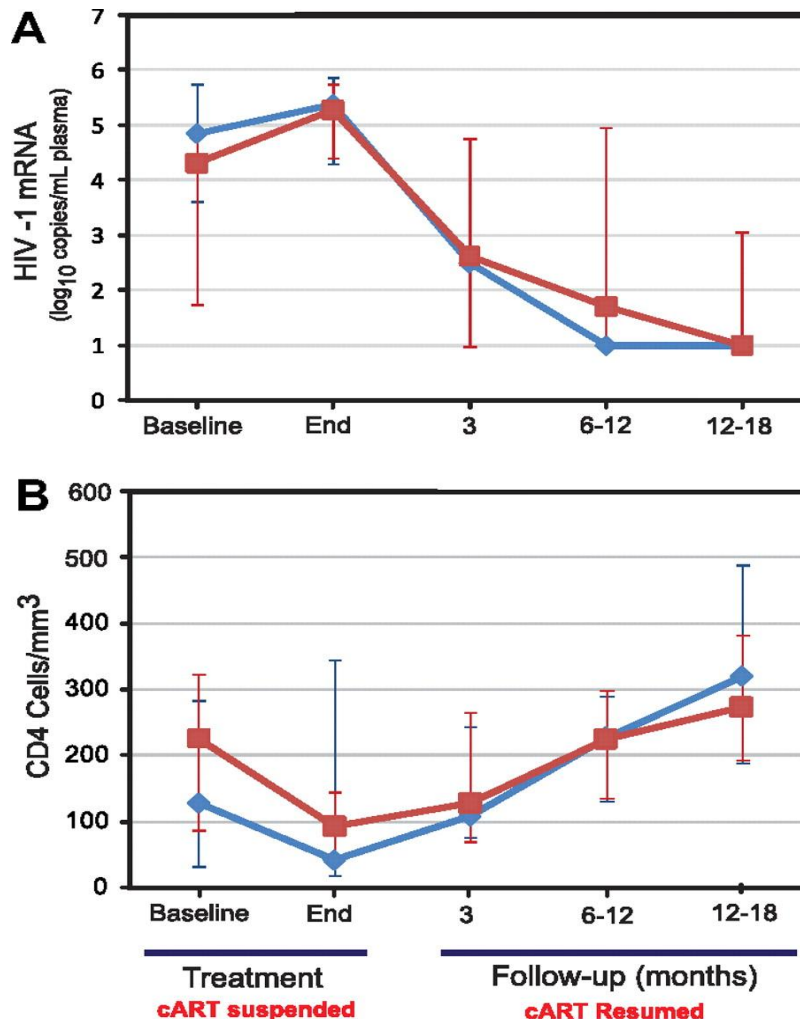 A
HIV -1 mRNA
(log10 copies/mL plasma)
7
6
5
4
3
2
1
0
Baseline End 3 6-12 12-18
B
CD4 Cells/mm3
600
500
400
300
200
100
0
Baseline End 3 6-12 12-18
Treatment Follow-up (months)
cART suspended cART Resumed